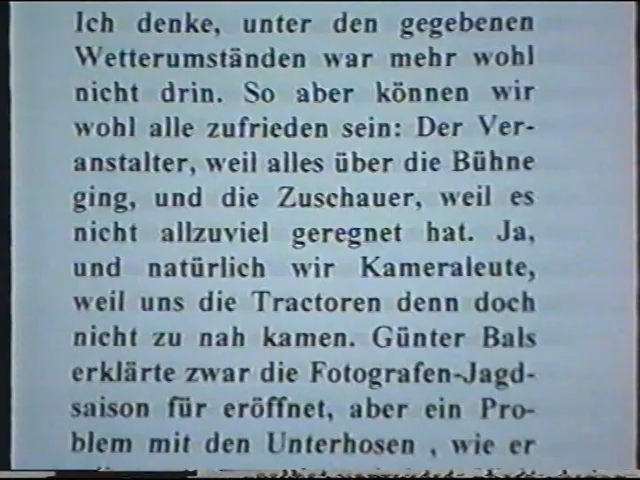 Ich denke, unter den gegebenen
Wetterumständen war mehr wohl
nicht drin. So aber können wir
wohl alle zufrieden sein: Der Ver-
anstalter, weil alles über die Bühne
ging, und die Zuschauer, weil es
nicht allzuviel geregnet hat. Ja,
und natürlich wir Kameraleute,
weil uns die Tractoren denn doch
nicht zu nah kamen. Günter Bals
erklärte zwar die Fotografen-Jagd-
saison für eröffnet, aber ein Pro-
blem mit den Unterhosen , wie er